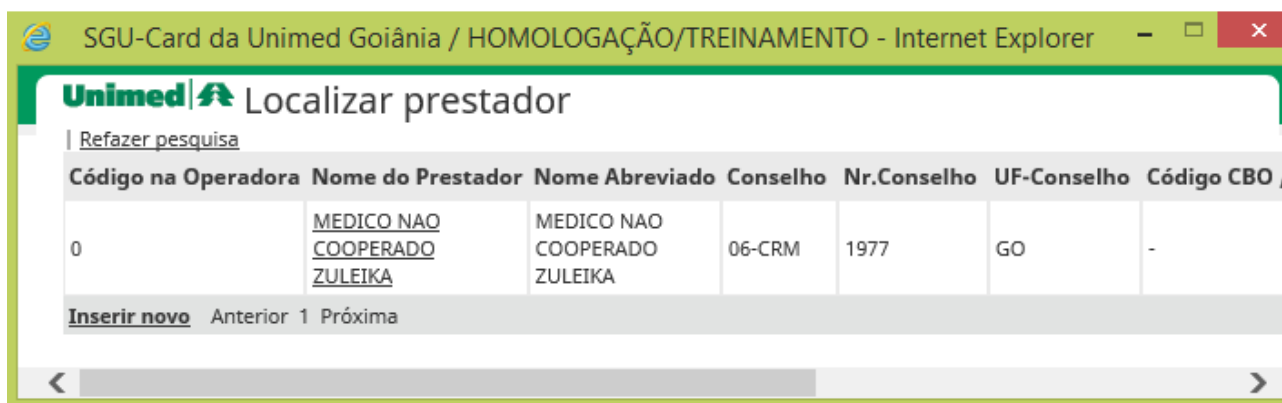 SGU-Card da Unimed Goiânia / HOMOLOGAÇÃO/TREINAMENTO - Internet Explorer
Unimed Localizar prestador
| Refazer pesquisa
Código na Operadora Nome do Prestador Nome Abreviado Conselho Nr.Conselho UF-Conselho Código CBO /
0 MEDICO NAO COOPERADO ZULEIKA MEDICO NAO COOPERADO ZULEIKA 06-CRM 1977 GO -
Inserir novo Anterior 1 Próxima